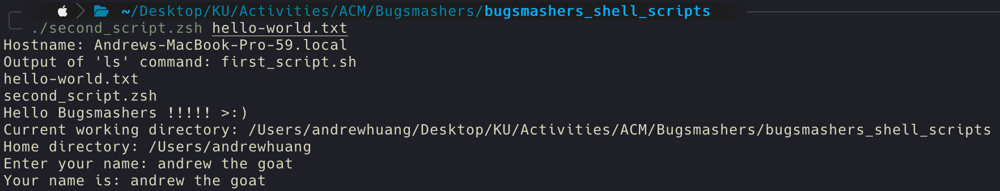 ~/Desktop/KU/Activities/ACM/Bugsmashers/bugsmashers_shell_scripts
./second_script.zsh hello-world.txt
Hostname: Andrews-MacBook-Pro-59.local
Output of 'ls' command: first_script.sh
hello-world.txt
second_script.zsh
Hello Bugsmashers !!!!! >:)
Current working directory: /Users/andrewhuang/Desktop/KU/Activities/ACM/Bugsmashers/bugsmashers_shell_scripts
Home directory: /Users/andrewhuang
Enter your name: andrew the goat
Your name is: andrew the goat